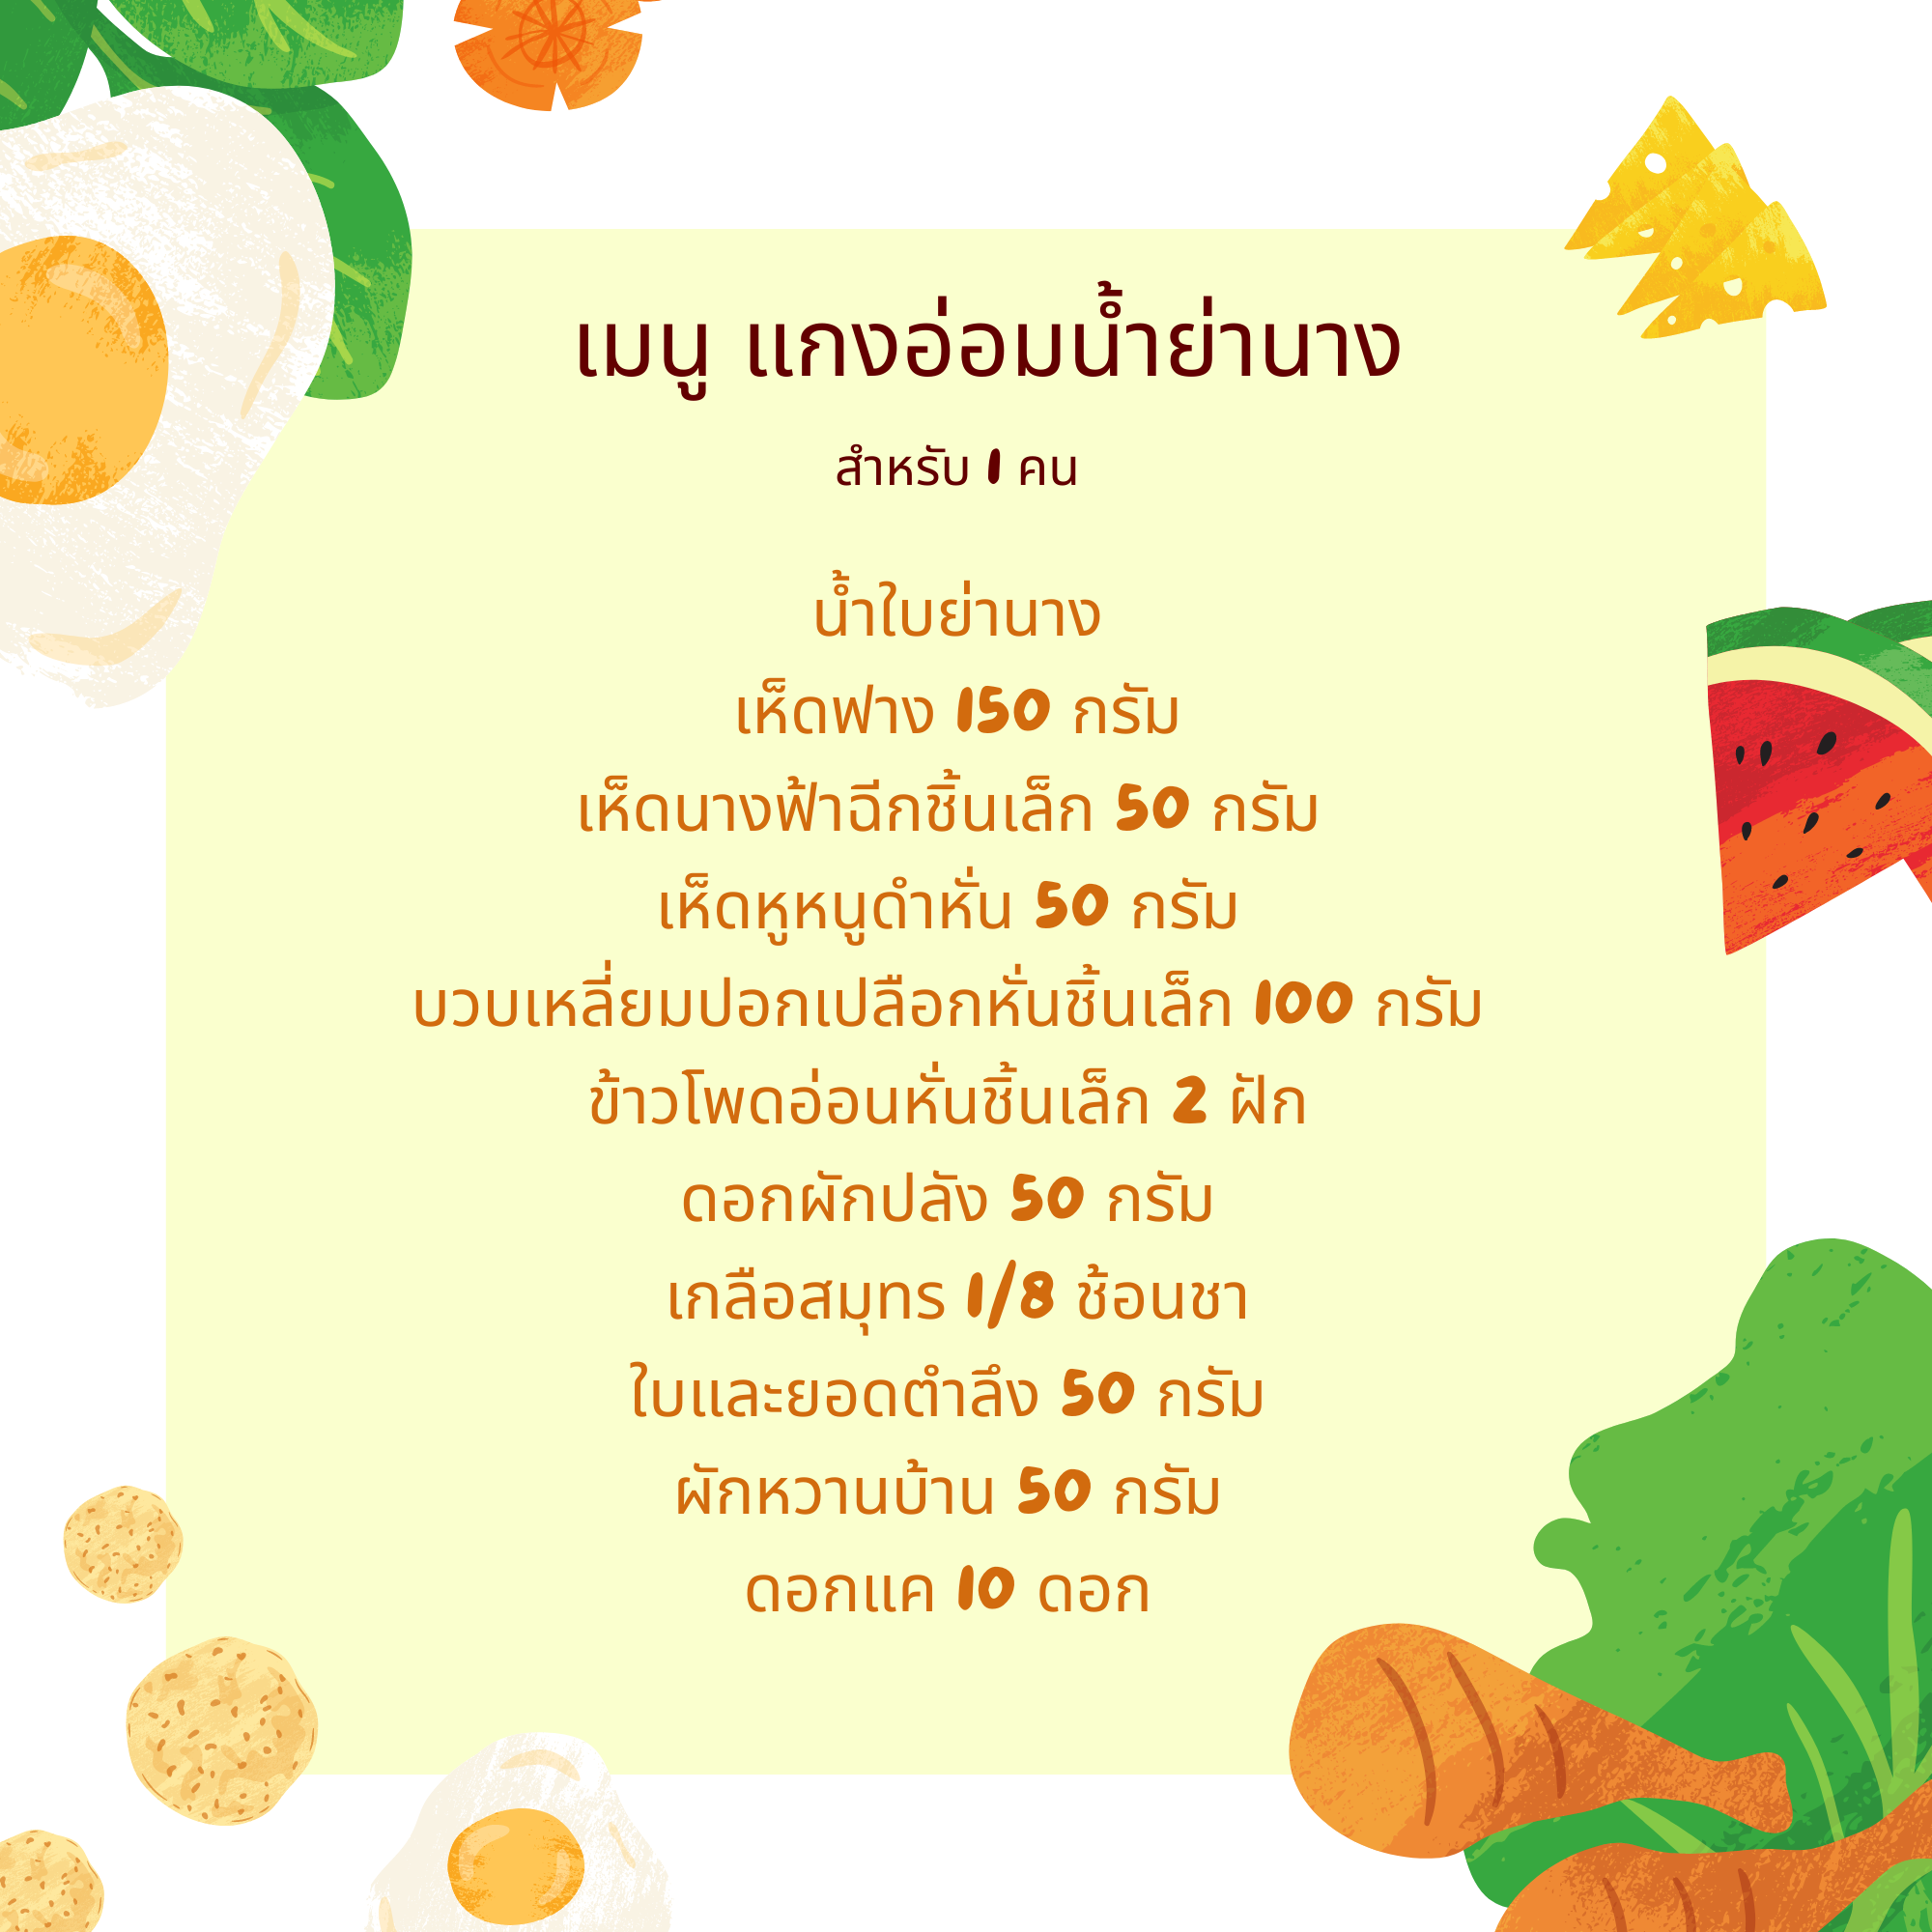 เมนู แกงอ่อมน้ำย่านาง
สำหรับ 1 คน
น้ำใบย่านาง
เห็ดฟาง 150 กรัม
เห็ดนางฟ้าฉีกชิ้นเล็ก 50 กรัม
เห็ดหูหนูดำหั่น 50 กรัม
บวบเหลี่ยมปอกเปลือกหั่นชิ้นเล็ก 100 กรัม
ข้าวโพดอ่อนหั่นชิ้นเล็ก 2 ฝัก
ดอกผักปลัง 50 กรัม
เกลือสมุทร 1/8 ช้อนชา
ใบและยอดตำลึง 50 กรัม
ผักหวานบ้าน 50 กรัม
ดอกแค 10 ดอก